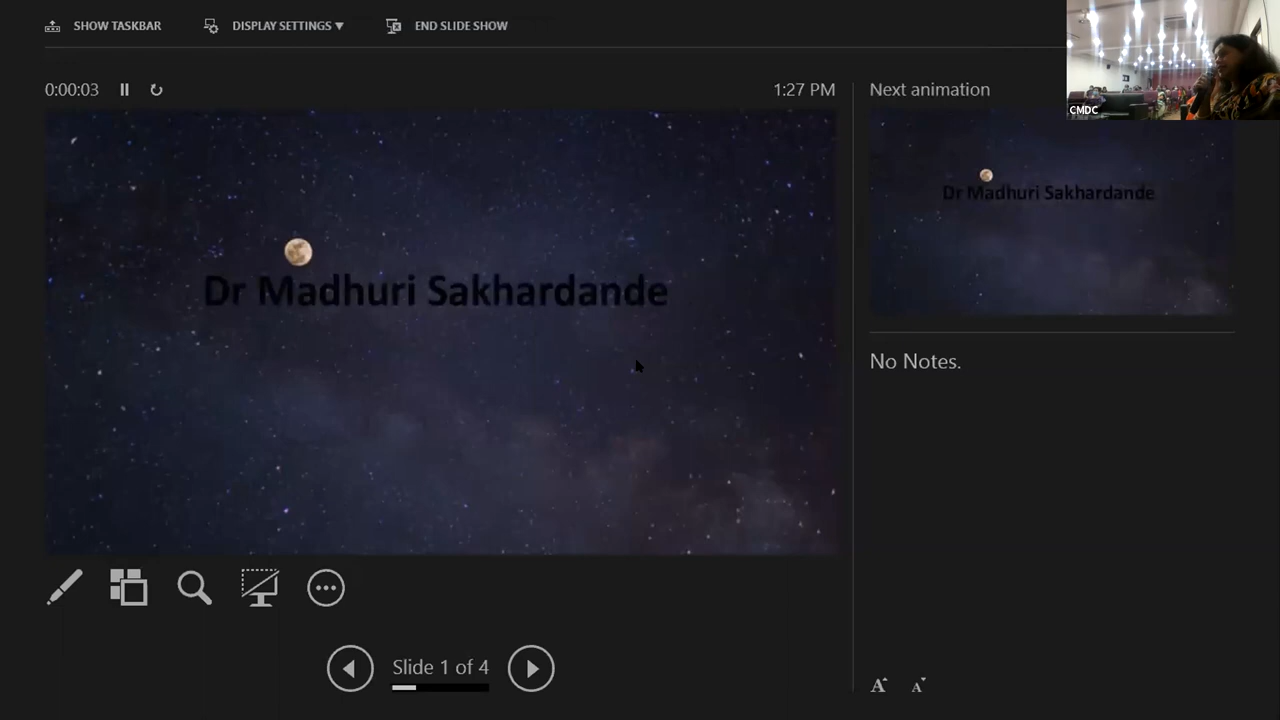 SHOW TASKBAR
DISPLAY SETTINGS ▼
END SLIDE SHOW
CMDC
0:00:03
1:27 PM
Next animation
Dr Madhuri Sakhardande
Dr Madhuri Sakhardande
No Notes.
Slide 1 of 4
A A